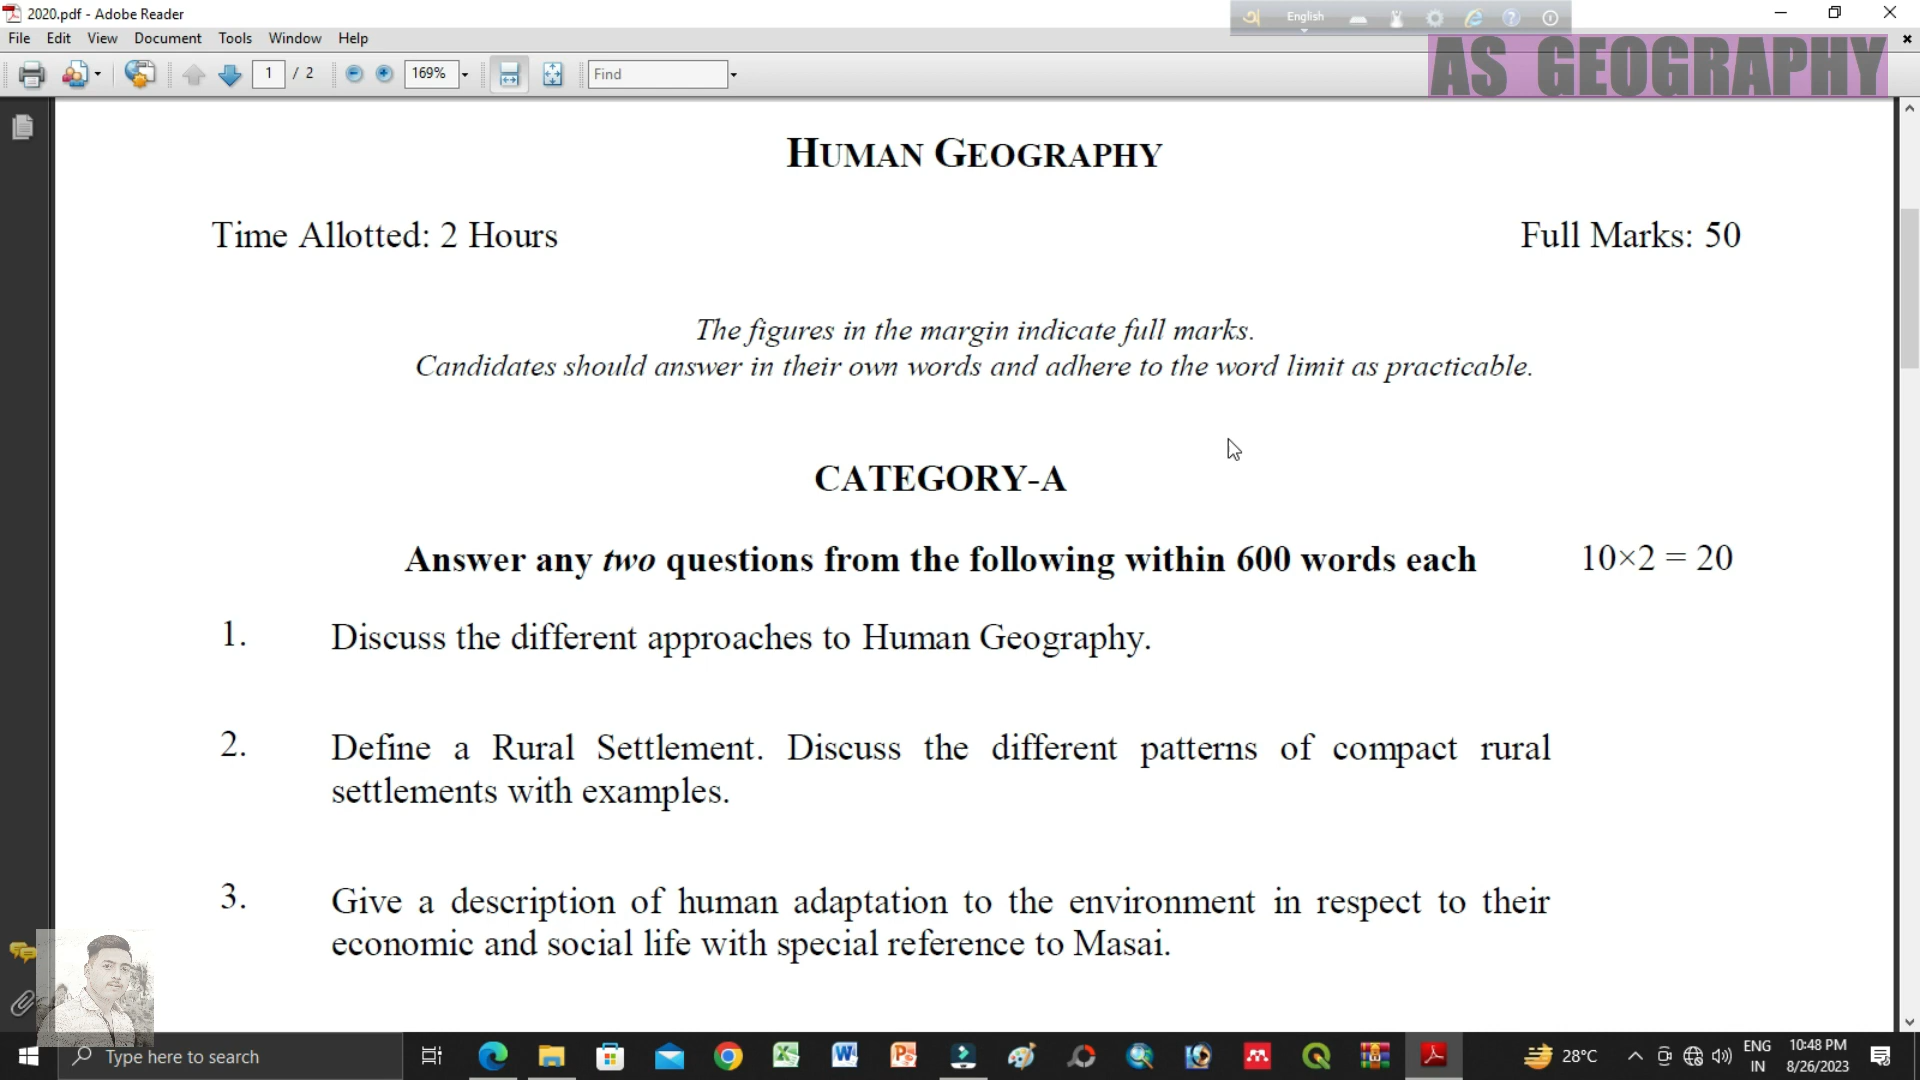 2020.pdf - Adobe Reader
English
File Edit View Document Tools Window Help
AS GEOGRAPHY
1 / 2
169%
Find
HUMAN GEOGRAPHY
Time Allotted: 2 Hours
Full Marks: 50
The figures in the margin indicate full marks.
Candidates should answer in their own words and adhere to the word limit as practicable.
CATEGORY-A
Answer any two questions from the following within 600 words each
10×2 = 20
1. Discuss the different approaches to Human Geography.
2. Define a Rural Settlement. Discuss the different patterns of compact rural
settlements with examples.
3. Give a description of human adaptation to the environment in respect to their
economic and social life with special reference to Masai.
Type here to search
28°C
ENG
IN
10:48 PM
8/26/2023